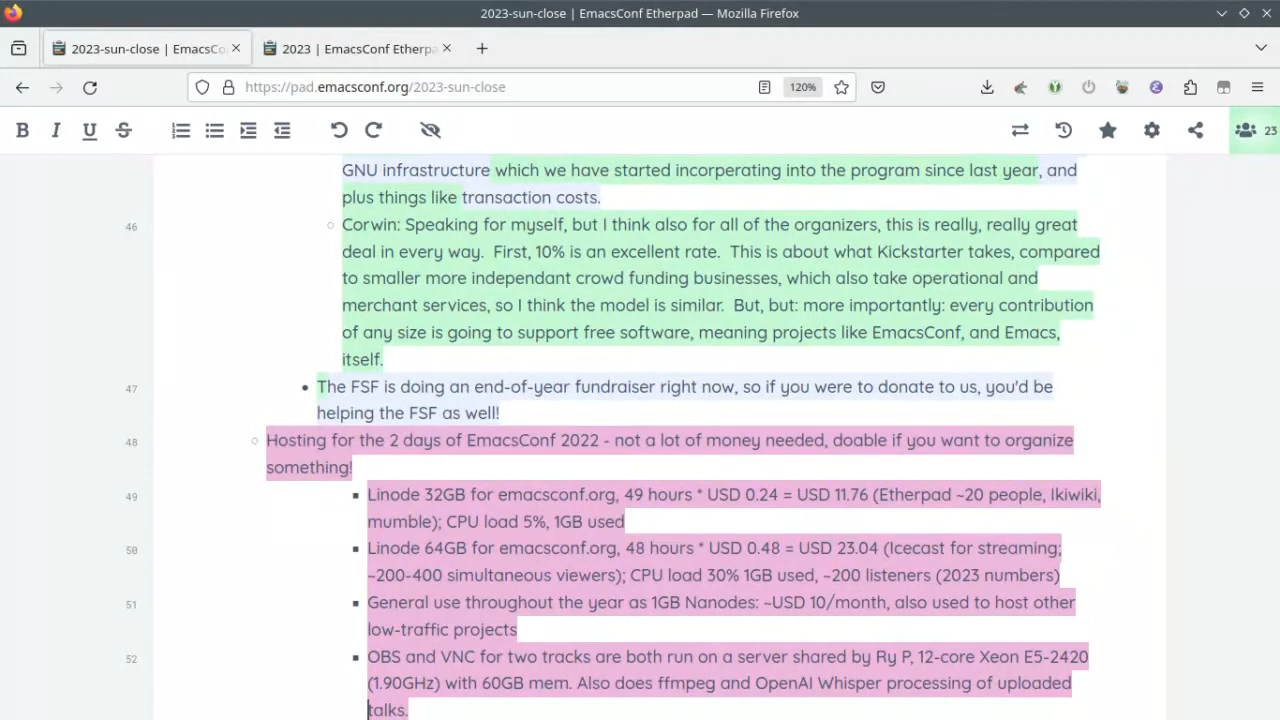 2023-sun-close | EmacsConf Etherpad — Mozilla Firefox
2023-sun-close | EmacsCo
2023 | EmacsConf Etherpa
https://pad.emacsconf.org/2023-sun-close
120%
B I U S
23
GNU infrastructure which we have started incorperating into the program since last year, and
plus things like transaction costs.
46
Corwin: Speaking for myself, but I think also for all of the organizers, this is really, really great
deal in every way.  First, 10% is an excellent rate.  This is about what Kickstarter takes, compared
to smaller more independant crowd funding businesses, which also take operational and
merchant services, so I think the model is similar.  But, but: more importantly: every contribution
of any size is going to support free software, meaning projects like EmacsConf, and Emacs,
itself.
47
The FSF is doing an end-of-year fundraiser right now, so if you were to donate to us, you'd be
helping the FSF as well!
48
Hosting for the 2 days of EmacsConf 2022 - not a lot of money needed, doable if you want to organize
something!
49
Linode 32GB for emacsconf.org, 49 hours * USD 0.24 = USD 11.76 (Etherpad ~20 people, Ikiwiki,
mumble); CPU load 5%, 1GB used
50
Linode 64GB for emacsconf.org, 48 hours * USD 0.48 = USD 23.04 (Icecast for streaming;
~200-400 simultaneous viewers); CPU load 30% 1GB used, ~200 listeners (2023 numbers)
51
General use throughout the year as 1GB Nanodes: ~USD 10/month, also used to host other
low-traffic projects
52
OBS and VNC for two tracks are both run on a server shared by Ry P, 12-core Xeon E5-2420
(1.90GHz) with 60GB mem. Also does ffmpeg and OpenAI Whisper processing of uploaded
talks.